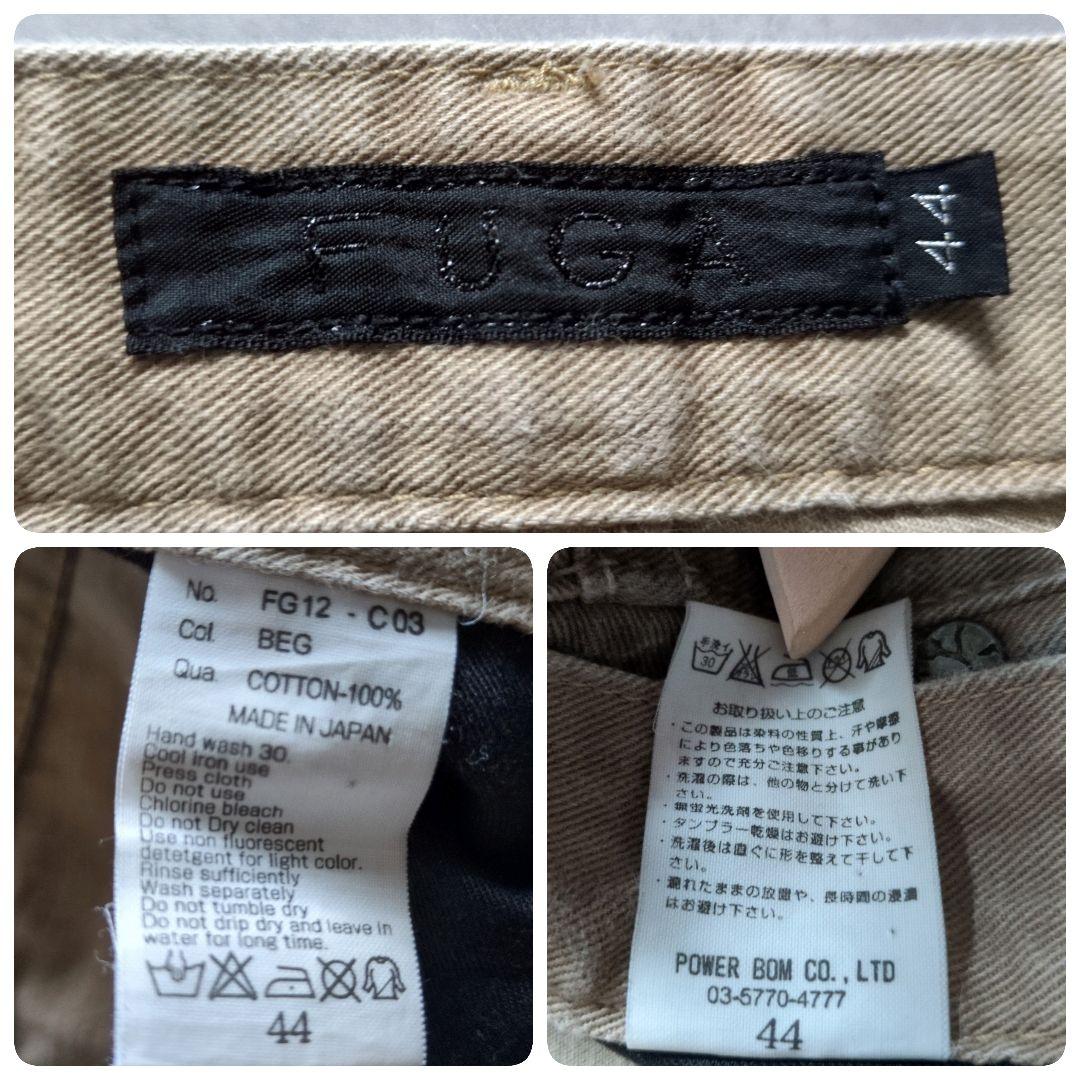 FUGA
44
No. FG12 - C03
Col. BEG
Qua. COTTON-100%
MADE IN JAPAN
Hand wash 30.
Cool iron use
Press cloth
Do not use
Chlorine bleach
Do not Dry clean
Use non fluorescent
detetgent for light color.
Rinse sufficiently
Wash separately
Do not tumble dry
Do not drip dry and leave in
water for long time.
44
手洗イ
30
お取り扱い上のご注意
・この製品は染料の性質上、汗や摩擦
により色落ちや色移りする事があり
ますので充分ご注意下さい。
・洗濯の際は、他の物と分けて洗い下
さい。
・無蛍光洗剤を使用して下さい。
・タンブラー乾燥はお避け下さい。
・洗濯後は直ぐに形を整えて干して下
さい。
・濡れたままの放置や、長時間の浸漬
はお避け下さい。
POWER BOM CO.,LTD
03-5770-4777
44